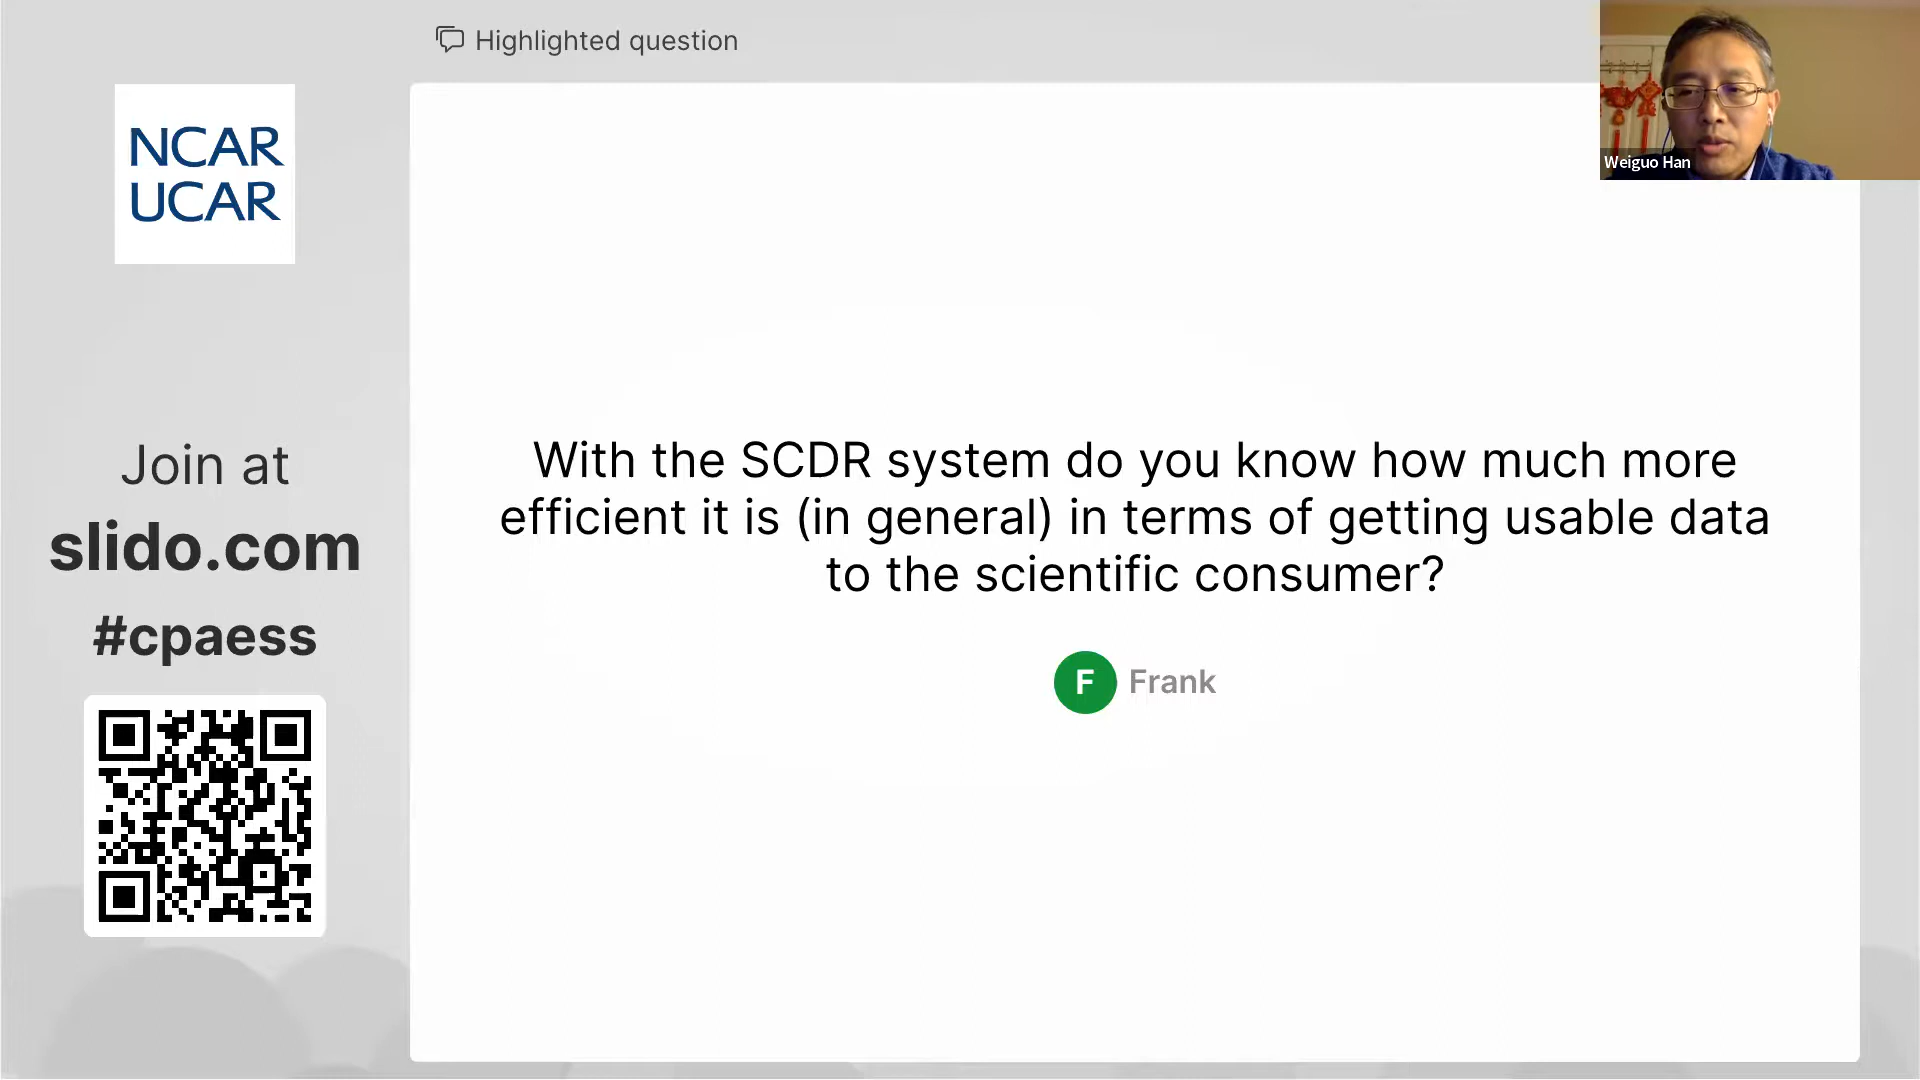 Highlighted question
NCAR
UCAR
Join at
slido.com
#cpaess
With the SCDR system do you know how much more
efficient it is (in general) in terms of getting usable data
to the scientific consumer?
F Frank
Weiguo Han